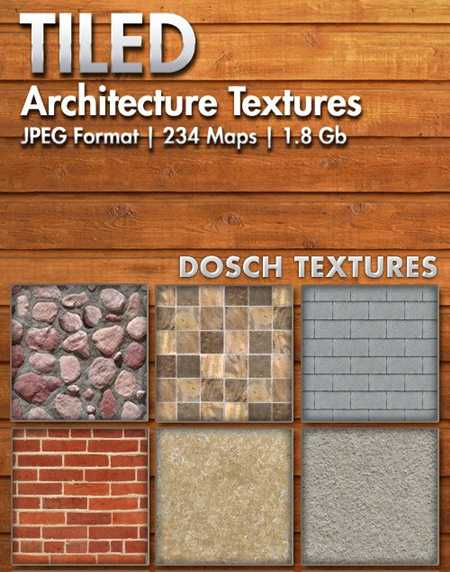 TILED
Architecture Textures
JPEG Format | 234 Maps | 1.8 Gb
DOSCH TEXTURES